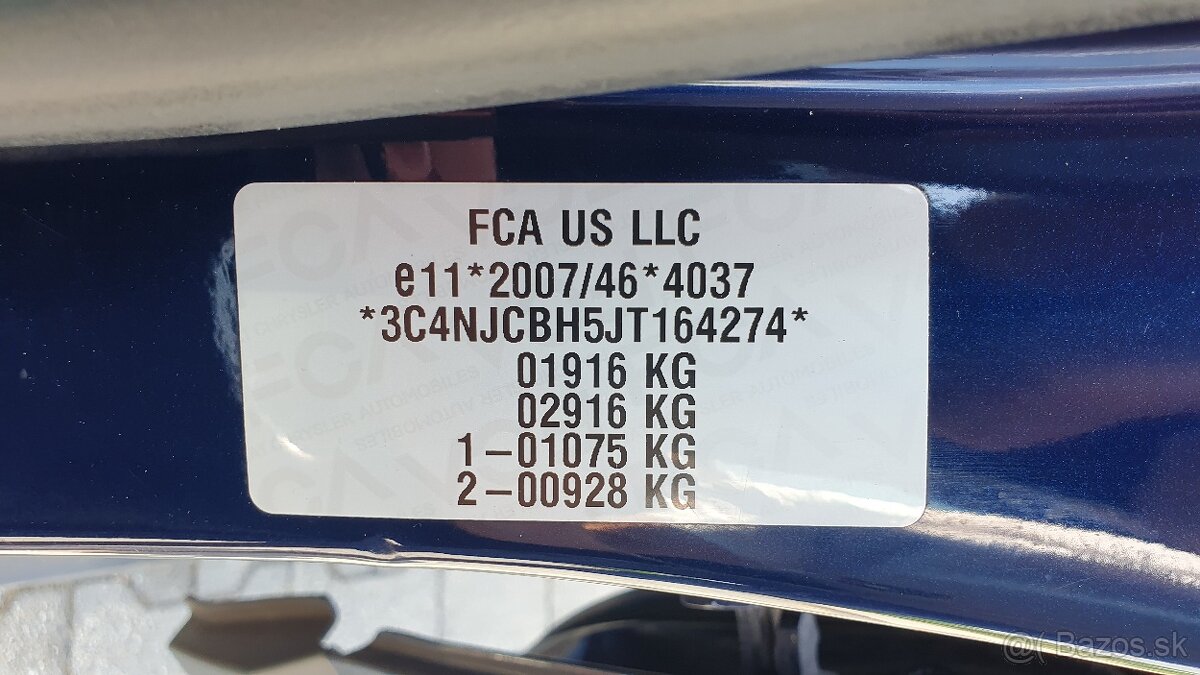 FCA US LLC
e11*2007/46*4037
*3C4NJCBH5JT164274*
01916 KG
02916 KG
1-01075 KG
2-00928 KG
Bazos.sk